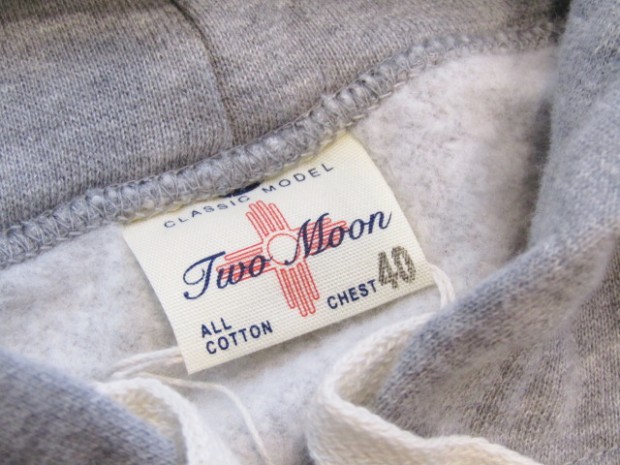 CLASSIC MODEL
Two Moon
ALL
COTTON
CHEST 40